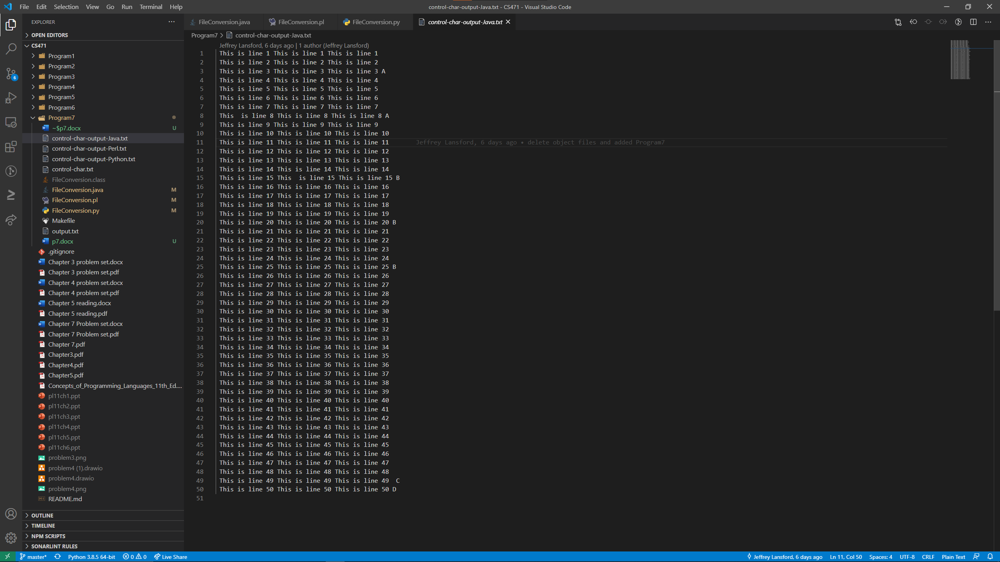 File Edit Selection View Go Run Terminal Help
control-char-output-Java.txt - CS471 - Visual Studio Code
EXPLORER
OPEN EDITORS
CS471
Program1
Program2
Program3
Program4
Program5
Program6
Program7
~$p7.docx U
control-char-output-Java.txt
control-char-output-Perl.txt
control-char-output-Python.txt
control-char.txt
FileConversion.class
FileConversion.java M
FileConversion.pl M
FileConversion.py M
Makefile
output.txt
p7.docx U
.gitignore
Chapter 3 problem set.docx
Chapter 3 problem set.pdf
Chapter 4 problem set.docx
Chapter 4 problem set.pdf
Chapter 5 reading.docx
Chapter 5 reading.pdf
Chapter 7 Problem set.docx
Chapter 7 Problem set.pdf
Chapter 7.pdf
Chapter3.pdf
Chapter4.pdf
Chapter5.pdf
Concepts_of_Programming_Languages_11th_Ed....
pl11ch1.ppt
pl11ch2.ppt
pl11ch3.ppt
pl11ch4.ppt
pl11ch5.ppt
pl11ch6.ppt
problem3.png
problem4 (1).drawio
problem4.drawio
problem4.png
README.md
OUTLINE
TIMELINE
NPM SCRIPTS
SONARLINT RULES
6
FileConversion.java FileConversion.pl FileConversion.py control-char-output-Java.txt
Program7 > control-char-output-Java.txt
Jeffrey Lansford, 6 days ago | 1 author (Jeffrey Lansford)
1 This is line 1 This is line 1 This is line 1
2 This is line 2 This is line 2 This is line 2
3 This is line 3 This is line 3 This is line 3 A
4 This is line 4 This is line 4 This is line 4
5 This is line 5 This is line 5 This is line 5
6 This is line 6 This is line 6 This is line 6
7 This is line 7 This is line 7 This is line 7
8 This  is line 8 This is line 8 This is line 8 A
9 This is line 9 This is line 9 This is line 9
10 This is line 10 This is line 10 This is line 10
11 This is line 11 This is line 11 This is line 11 Jeffrey Lansford, 6 days ago • delete object files and added Program7
12 This is line 12 This is line 12 This is line 12
13 This is line 13 This is line 13 This is line 13
14 This is line 14 This is line 14 This is line 14
15 This is line 15 This  is line 15 This is line 15 B
16 This is line 16 This is line 16 This is line 16
17 This is line 17 This is line 17 This is line 17
18 This is line 18 This is line 18 This is line 18
19 This is line 19 This is line 19 This is line 19
20 This is line 20 This is line 20 This is line 20 B
21 This is line 21 This is line 21 This is line 21
22 This is line 22 This is line 22 This is line 22
23 This is line 23 This is line 23 This is line 23
24 This is line 24 This is line 24 This is line 24
25 This is line 25 This is line 25 This is line 25 B
26 This is line 26 This is line 26 This is line 26
27 This is line 27 This is line 27 This is line 27
28 This is line 28 This is line 28 This is line 28
29 This is line 29 This is line 29 This is line 29
30 This is line 30 This is line 30 This is line 30
31 This is line 31 This is line 31 This is line 31
32 This is line 32 This is line 32 This is line 32
33 This is line 33 This is line 33 This is line 33
34 This is line 34 This is line 34 This is line 34
35 This is line 35 This is line 35 This is line 35
36 This is line 36 This is line 36 This is line 36
37 This is line 37 This is line 37 This is line 37
38 This is line 38 This is line 38 This is line 38
39 This is line 39 This is line 39 This is line 39
40 This is line 40 This is line 40 This is line 40
41 This is line 41 This is line 41 This is line 41
42 This is line 42 This is line 42 This is line 42
43 This is line 43 This is line 43 This is line 43
44 This is line 44 This is line 44 This is line 44
45 This is line 45 This is line 45 This is line 45
46 This is line 46 This is line 46 This is line 46
47 This is line 47 This is line 47 This is line 47
48 This is line 48 This is line 48 This is line 48
49 This is line 49 This is line 49 This is line 49  C
50 This is line 50 This is line 50 This is line 50 D
51
master* Python 3.8.5 64-bit 0 0 Live Share Jeffrey Lansford, 6 days ago Ln 11, Col 50 Spaces: 4 UTF-8 CRLF Plain Text